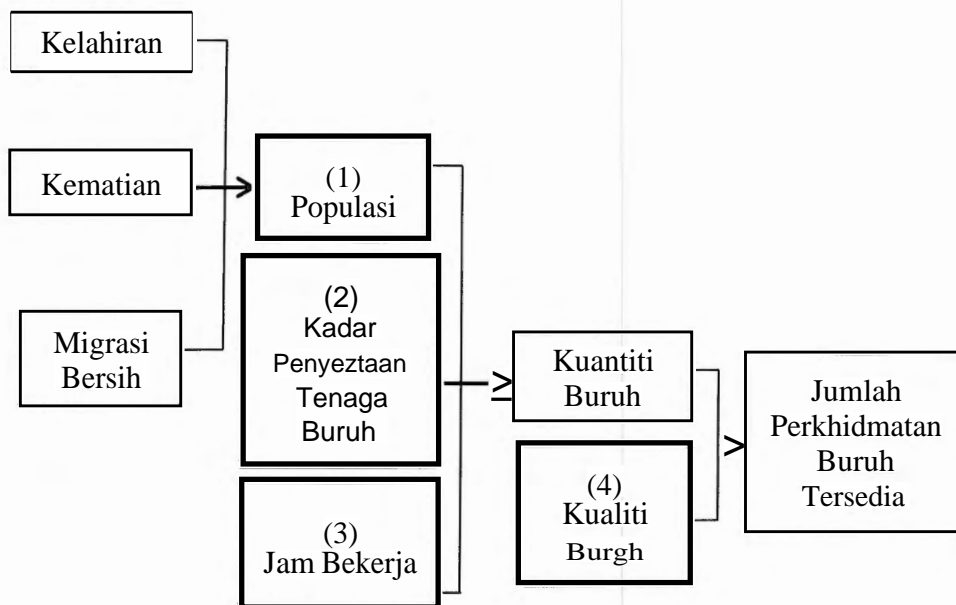 Kelahiran
Kematian
Migrasi
Bersih
(1)
Populasi
(2)
Kadar
Penyeztaan
Tenaga
Buruh
(3)
Jam Bekerja
Kuantiti
Buruh
(4)
Kualiti
Burgh
Jumlah
Perkhidmatan
Buruh
Tersedia